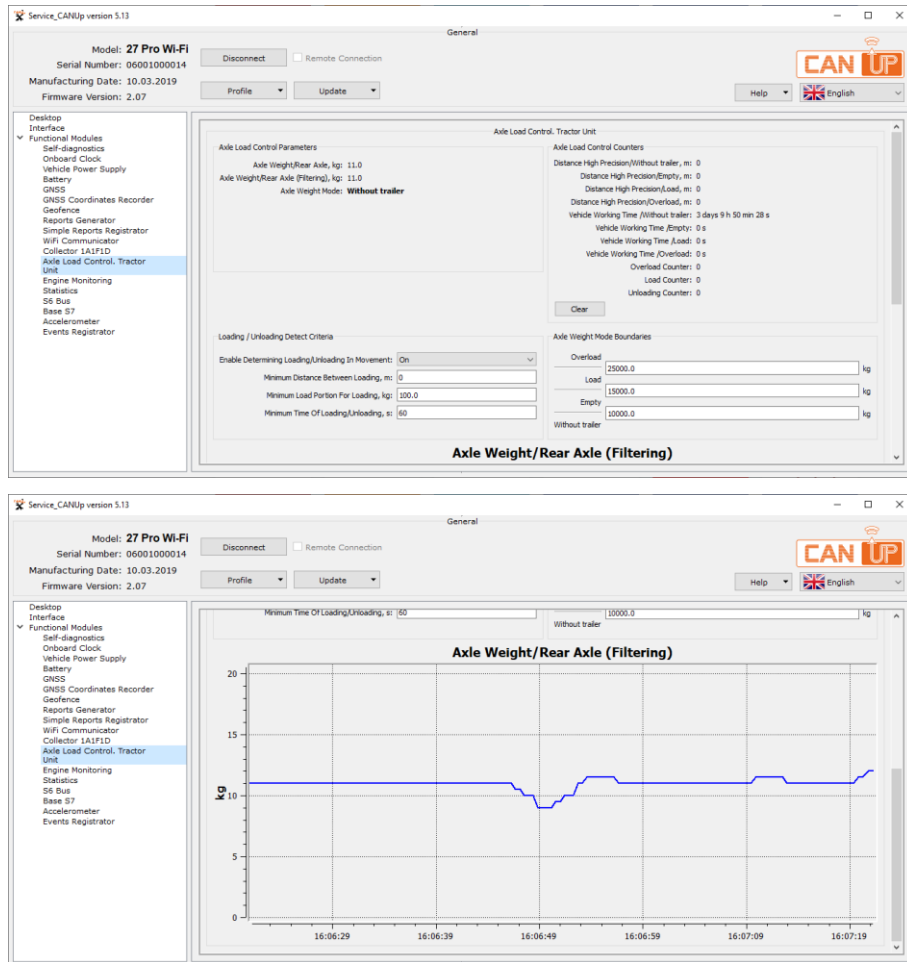 Service_CANUp version 5.13
General
Model: 27 Pro Wi-Fi
Serial Number: 06001000014
Manufacturing Date: 10.03.2019
Firmware Version: 2.07
Disconnect
Remote Connection
Profile
Update
CAN UP
Help
English
Desktop
Interface
Functional Modules
Self-diagnostics
Onboard Clock
Vehicle Power Supply
Battery
GNSS
GNSS Coordinates Recorder
Geofence
Reports Generator
Simple Reports Registrator
WiFi Communicator
Collector 1A1F1D
Axle Load Control. Tractor
Unit
Engine Monitoring
Statistics
S6 Bus
Base S7
Accelerometer
Events Registrator
Axle Load Control. Tractor Unit
Axle Load Control Parameters
Axle Weight/Rear Axle, kg: 11.0
Axle Weight/Rear Axle (Filtering), kg: 11.0
Axle Weight Mode: Without trailer
Axle Load Control Counters
Distance High Precision/Without trailer, m: 0
Distance High Precision/Empty, m: 0
Distance High Precision/Load, m: 0
Distance High Precision/Overload, m: 0
Vehicle Working Time /Without trailer: 3 days 9 h 50 min 28 s
Vehicle Working Time /Empty: 0 s
Vehicle Working Time /Load: 0 s
Vehicle Working Time /Overload: 0 s
Overload Counter: 0
Load Counter: 0
Unloading Counter: 0
Clear
Loading / Unloading Detect Criteria
Enable Determining Loading/Unloading In Movement: On
Minimum Distance Between Loading, m: 0
Minimum Load Portion For Loading, kg: 100.0
Minimum Time Of Loading/Unloading, s: 60
Axle Weight Mode Boundaries
Overload
25000.0 kg
Load
15000.0 kg
Empty
10000.0 kg
Without trailer
Axle Weight/Rear Axle (Filtering)
Service_CANUp version 5.13
General
Model: 27 Pro Wi-Fi
Serial Number: 06001000014
Manufacturing Date: 10.03.2019
Firmware Version: 2.07
Disconnect
Remote Connection
Profile
Update
CAN UP
Help
English
Desktop
Interface
Functional Modules
Self-diagnostics
Onboard Clock
Vehicle Power Supply
Battery
GNSS
GNSS Coordinates Recorder
Geofence
Reports Generator
Simple Reports Registrator
WiFi Communicator
Collector 1A1F1D
Axle Load Control. Tractor
Unit
Engine Monitoring
Statistics
S6 Bus
Base S7
Accelerometer
Events Registrator
Minimum Time Of Loading/Unloading, s: 60
10000.0 kg
Without trailer
Axle Weight/Rear Axle (Filtering)
20
15
10
5
0
kg
16:06:29 16:06:39 16:06:49 16:06:59 16:07:09 16:07:19